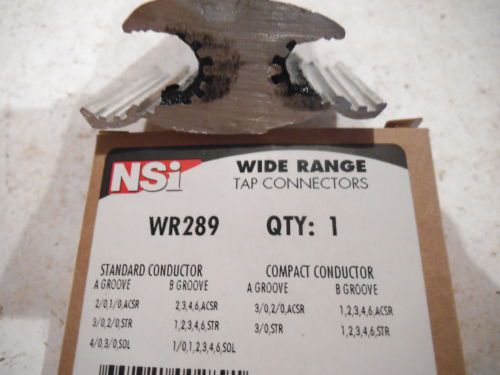 NSi WIDE RANGE
TAP CONNECTORS
WR289 QTY: 1
STANDARD CONDUCTOR COMPACT CONDUCTOR
A GROOVE B GROOVE A GROOVE B GROOVE
2/0,1/0,ACSR 2,3,4,6,ACSR 3/0,2/0,ACSR 1,2,3,4,6,ACSR
3/0,2/0,STR 1,2,3,4,6,STR 3/0,STR 1,2,3,4,6,STR
4/0,3/0,SOL 1/0,1,2,3,4,6,SOL